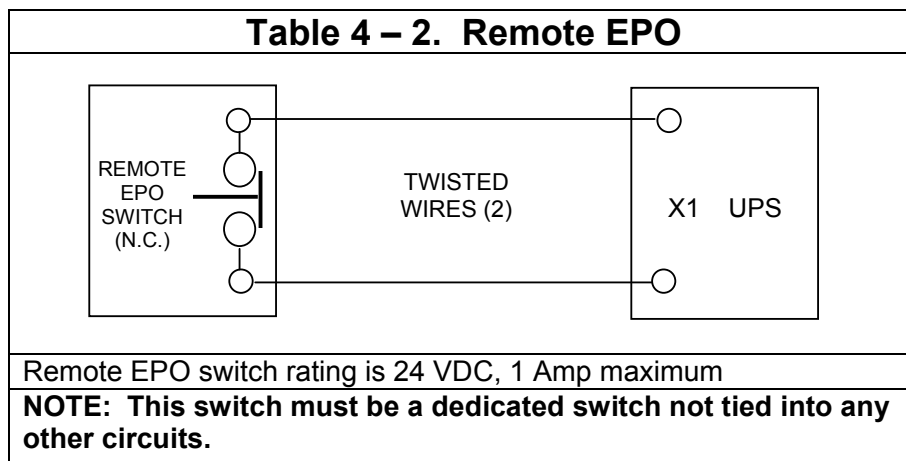 Table 4 – 2. Remote EPO
REMOTE
EPO
SWITCH
(N.C.)
TWISTED
WIRES (2)
X1 UPS
Remote EPO switch rating is 24 VDC, 1 Amp maximum
NOTE: This switch must be a dedicated switch not tied into any
other circuits.